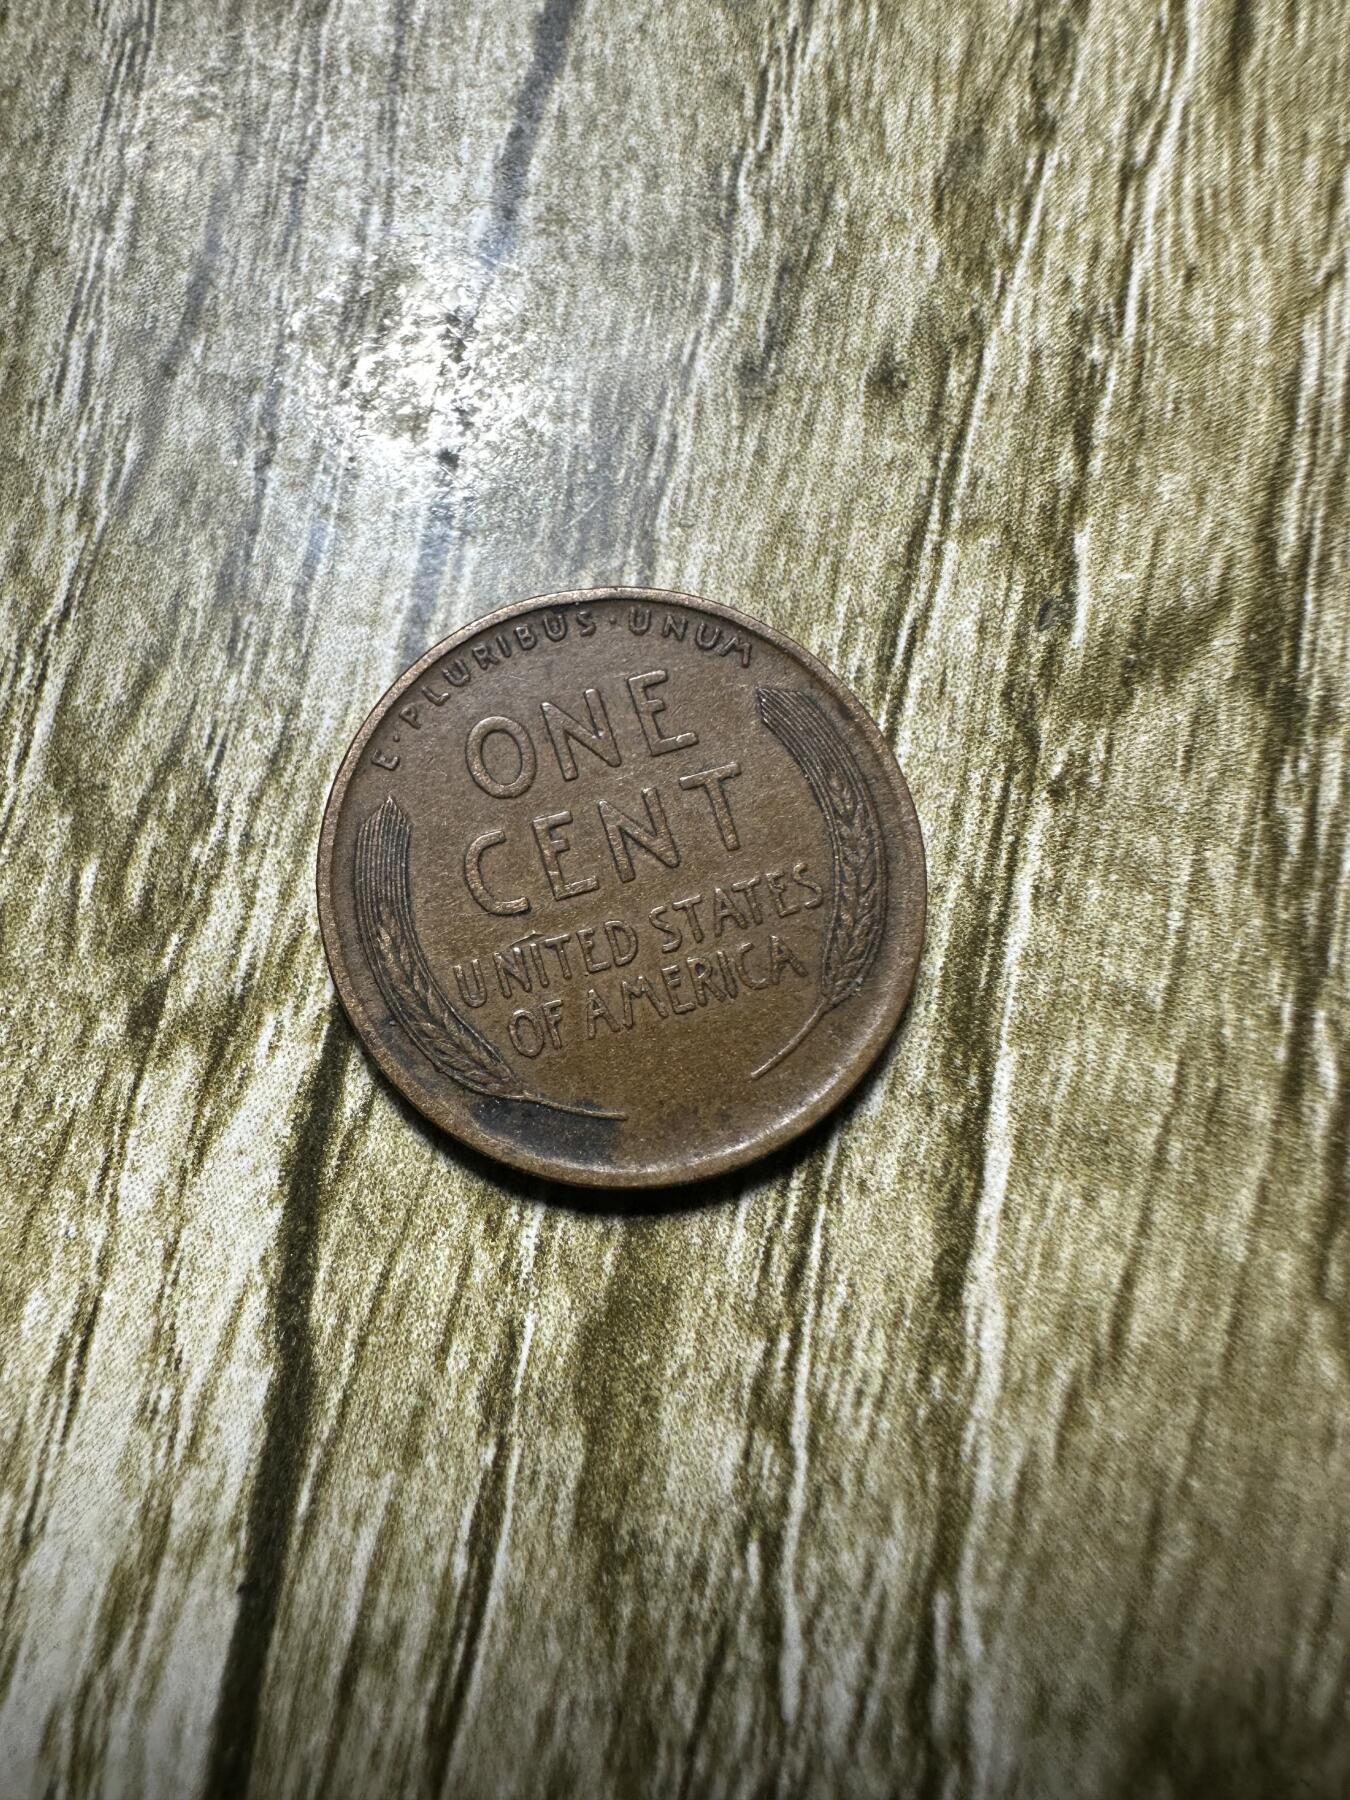 E·PLURIBUS·UNUM
ONE
CENT
UNITED STATES
OF AMERICA